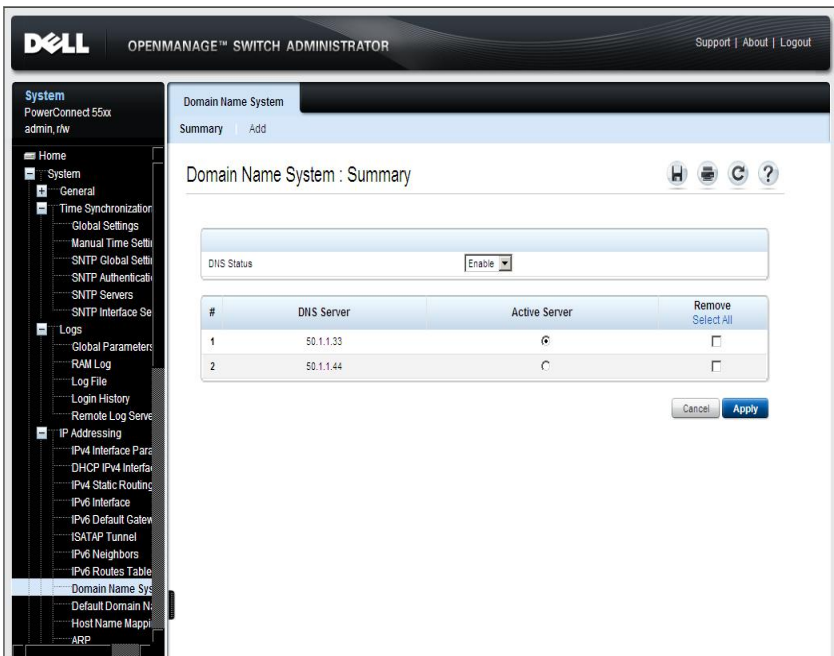 DELL OPENMANAGE™ SWITCH ADMINISTRATOR Support | About | Logout
System
PowerConnect 55xx
admin, r/w
Home
System
General
Time Synchronization
Global Settings
Manual Time Setti
SNTP Global Setti
SNTP Authenticati
SNTP Servers
SNTP Interface Se
Logs
Global Parameters
RAM Log
Log File
Login History
Remote Log Serve
IP Addressing
IPv4 Interface Para
DHCP IPv4 Interfac
IPv4 Static Routing
IPv6 Interface
IPv6 Default Gatew
ISATAP Tunnel
IPv6 Neighbors
IPv6 Routes Table
Domain Name Sys
Default Domain Na
Host Name Mappi
ARP
Domain Name System
Summary Add
Domain Name System : Summary
DNS Status Enable
# DNS Server Active Server Remove
Select All
1 50.1.1.33
2 50.1.1.44
Cancel Apply